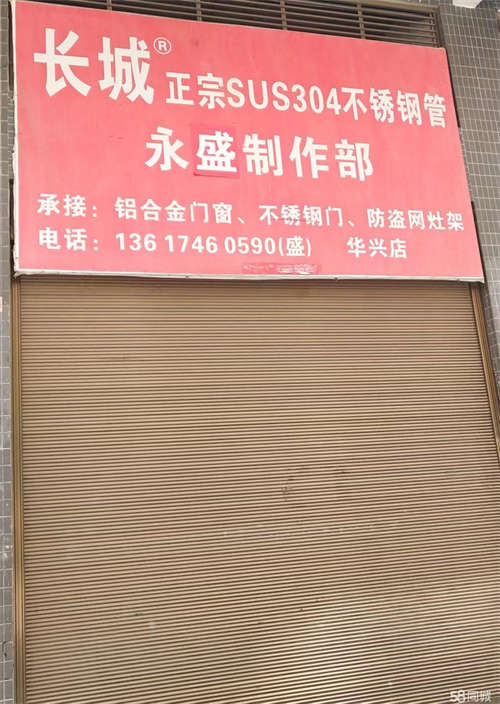 长城® 正宗SUS304不锈钢管
永盛制作部
承接：铝合金门窗、不锈钢门、防盗网灶架
电话：136 1746 0590(盛) 华兴店
58同城